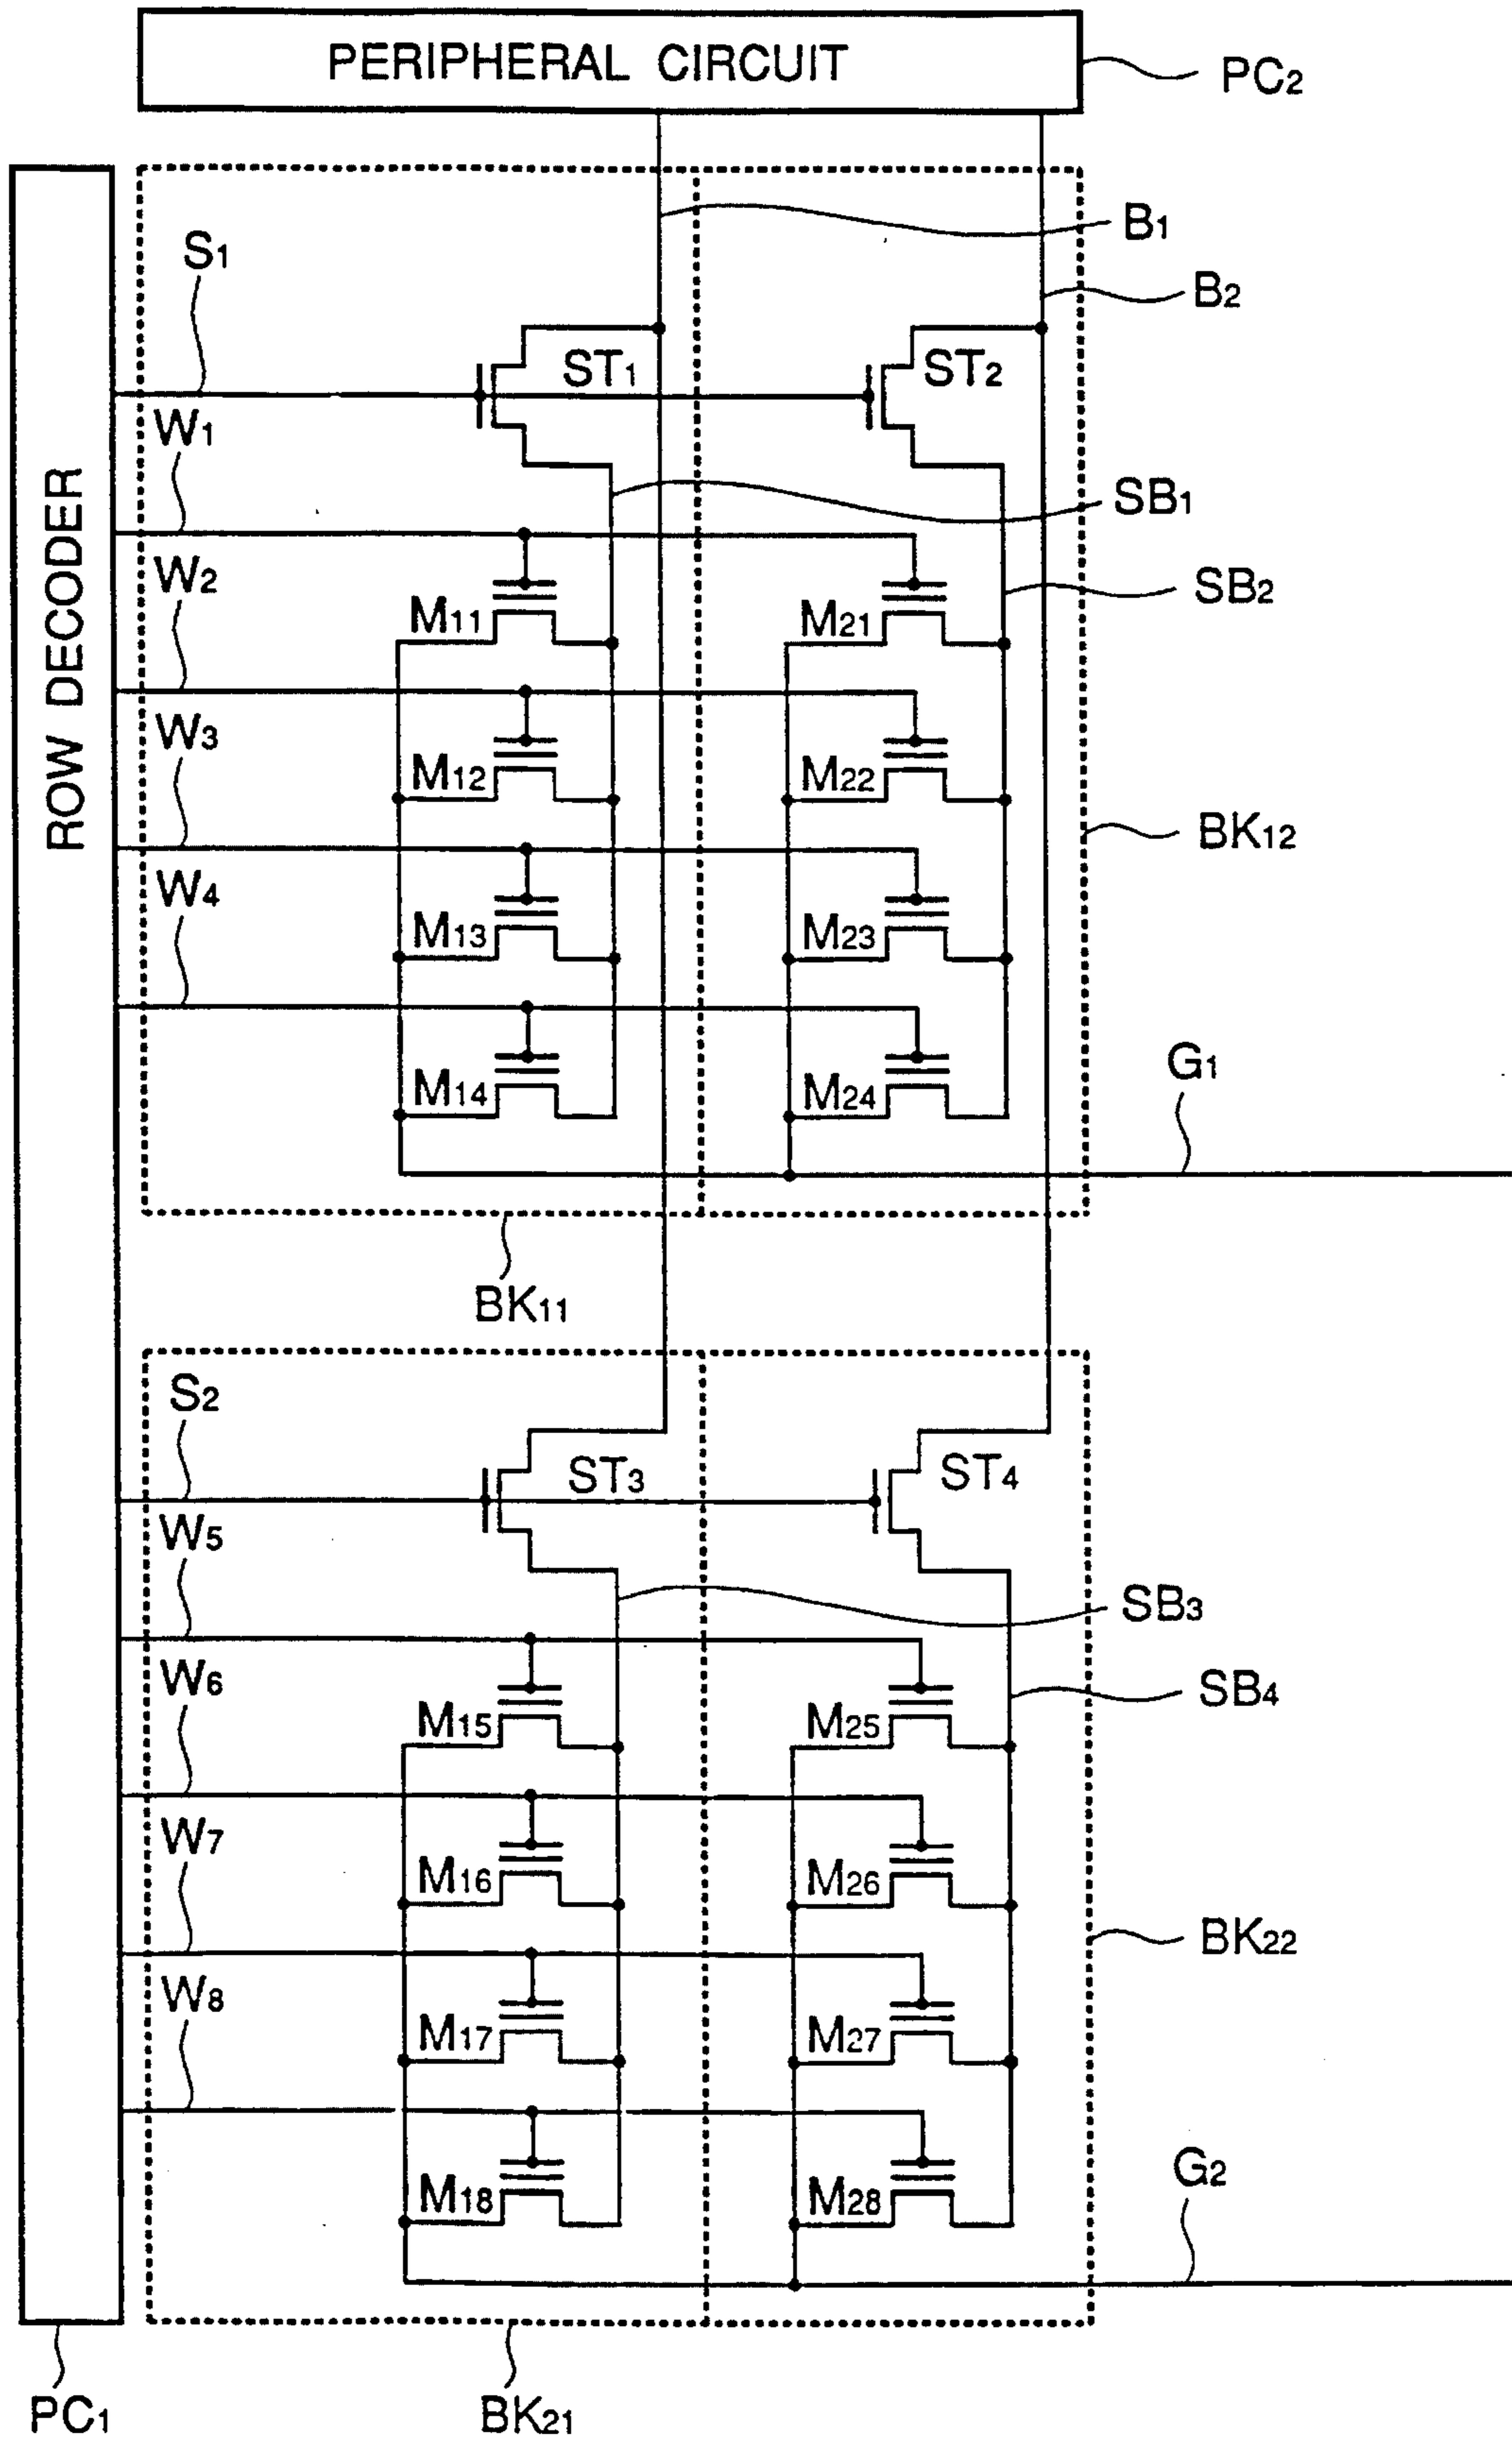 PERIPHERAL CIRCUIT
PC2
ROW DECODER
B1
S1
B2
ST1
ST2
W1
SB1
W2
SB2
M11
M21
W3
M12
M22
BK12
W4
M13
M23
G1
M14
M24
BK11
S2
ST3
ST4
W5
SB3
W6
SB4
M15
M25
W7
M16
M26
BK22
W8
M17
M27
G2
M18
M28
PC1
BK21